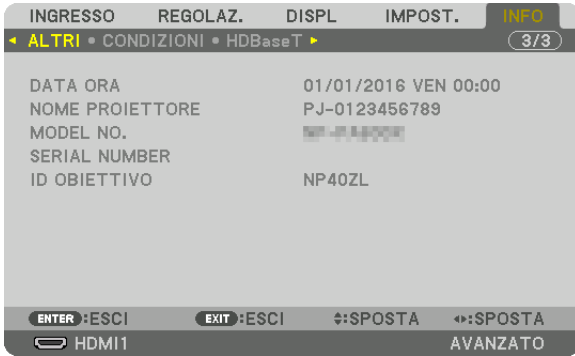 INGRESSO REGOLAZ. DISPL IMPOST. INFO
ALTRI • CONDIZIONI • HDBaseT 3/3
DATA ORA 01/01/2016 VEN 00:00
NOME PROIETTORE PJ-0123456789
MODEL NO.
SERIAL NUMBER
ID OBIETTIVO NP40ZL
ENTER :ESCI EXIT :ESCI :SPOSTA :SPOSTA
HDMI1 AVANZATO